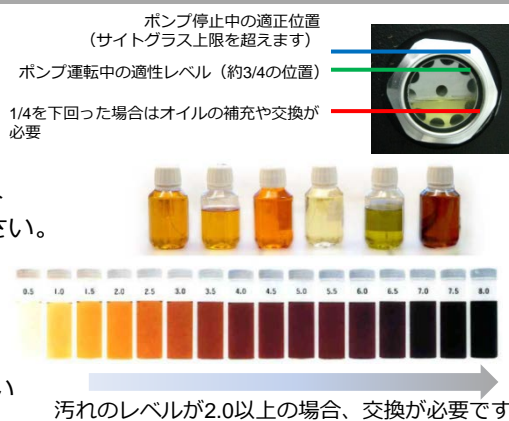 ポンプ停止中の適正位置
（サイトグラス上限を超えます）
ポンプ運転中の適性レベル（約3/4の位置）
1/4を下回った場合はオイルの補充や交換が
必要
さい。
0.5 1.0 1.5 2.0 2.5 3.0 3.5 4.0 4.5 5.0 5.5 6.0 6.5 7.0 7.5 8.0
い
汚れのレベルが2.0以上の場合、交換が必要です